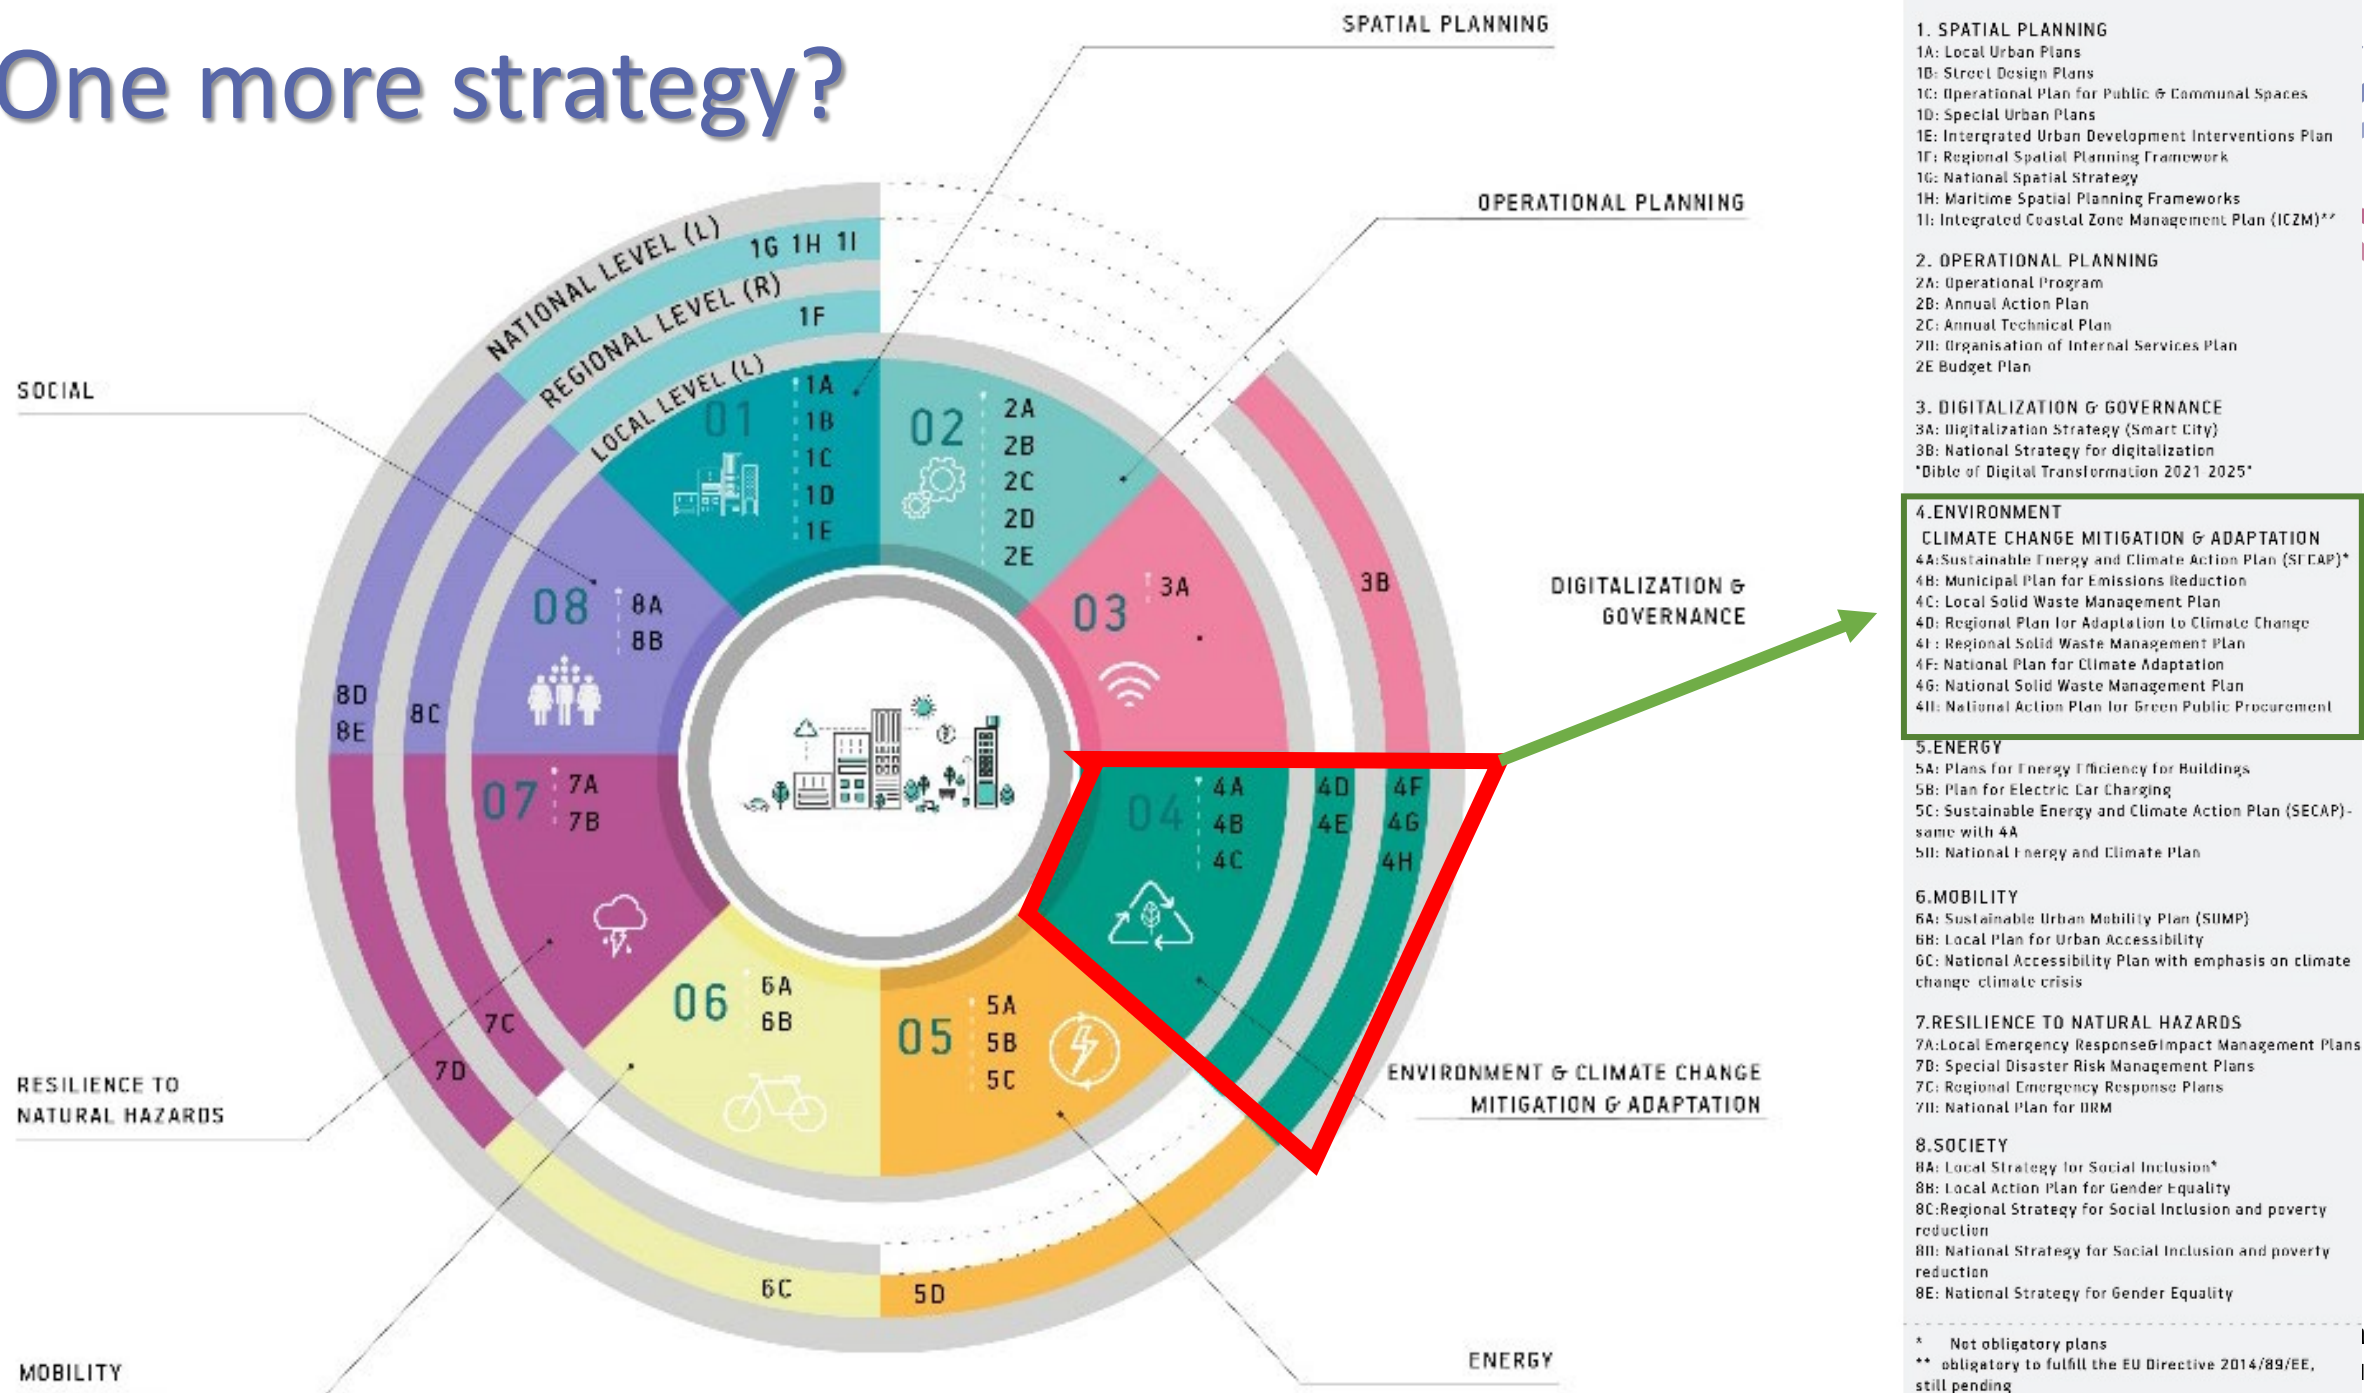 One more strategy?
SPATIAL PLANNING
OPERATIONAL PLANNING
DIGITALIZATION &
GOVERNANCE
ENVIRONMENT & CLIMATE CHANGE
MITIGATION & ADAPTATION
ENERGY
MOBILITY
RESILIENCE TO
NATURAL HAZARDS
SOCIAL
NATIONAL LEVEL (L)
REGIONAL LEVEL (R)
LOCAL LEVEL (L)
1G 1H 1I
1F
01
1A
1B
1C
1D
1E
02
2A
2B
2C
2D
2E
03
3A
3B
04
4A
4B
4C
4D
4E
4F
4G
4H
05
5A
5B
5C
5D
06
6A
6B
6C
07
7A
7B
7C
7D
08
8A
8B
8C
8D
8E
1. SPATIAL PLANNING
1A: Local Urban Plans
1B: Street Design Plans
1C: Operational Plan for Public & Communal Spaces
1D: Special Urban Plans
1E: Intergrated Urban Development Interventions Plan
1F: Regional Spatial Planning Framework
1G: National Spatial Strategy
1H: Maritime Spatial Planning Frameworks
1I: Integrated Coastal Zone Management Plan (ICZM)**
2. OPERATIONAL PLANNING
2A: Operational Program
2B: Annual Action Plan
2C: Annual Technical Plan
2D: Organisation of Internal Services Plan
2E Budget Plan
3. DIGITALIZATION & GOVERNANCE
3A: Digitalization Strategy (Smart City)
3B: National Strategy for digitalization
"Bible of Digital Transformation 2021-2025"
4.ENVIRONMENT
CLIMATE CHANGE MITIGATION & ADAPTATION
4A:Sustainable Energy and Climate Action Plan (SECAP)*
4B: Municipal Plan for Emissions Reduction
4C: Local Solid Waste Management Plan
4D: Regional Plan for Adaptation to Climate Change
4E: Regional Solid Waste Management Plan
4F: National Plan for Climate Adaptation
4G: National Solid Waste Management Plan
4H: National Action Plan for Green Public Procurement
5.ENERGY
5A: Plans for Energy Efficiency for Buildings
5B: Plan for Electric Car Charging
5C: Sustainable Energy and Climate Action Plan (SECAP)-
same with 4A
5D: National Energy and Climate Plan
6.MOBILITY
6A: Sustainable Urban Mobility Plan (SUMP)
6B: Local Plan for Urban Accessibility
6C: National Accessibility Plan with emphasis on climate
change-climate crisis
7.RESILIENCE TO NATURAL HAZARDS
7A:Local Emergency Response&Impact Management Plans
7B: Special Disaster Risk Management Plans
7C: Regional Emergency Response Plans
7D: National Plan for DRM
8.SOCIETY
8A: Local Strategy for Social Inclusion*
8B: Local Action Plan for Gender Equality
8C:Regional Strategy for Social Inclusion and poverty
reduction
8D: National Strategy for Social Inclusion and poverty
reduction
8E: National Strategy for Gender Equality
* Not obligatory plans
** obligatory to fulfill the EU Directive 2014/89/EE,
still pending